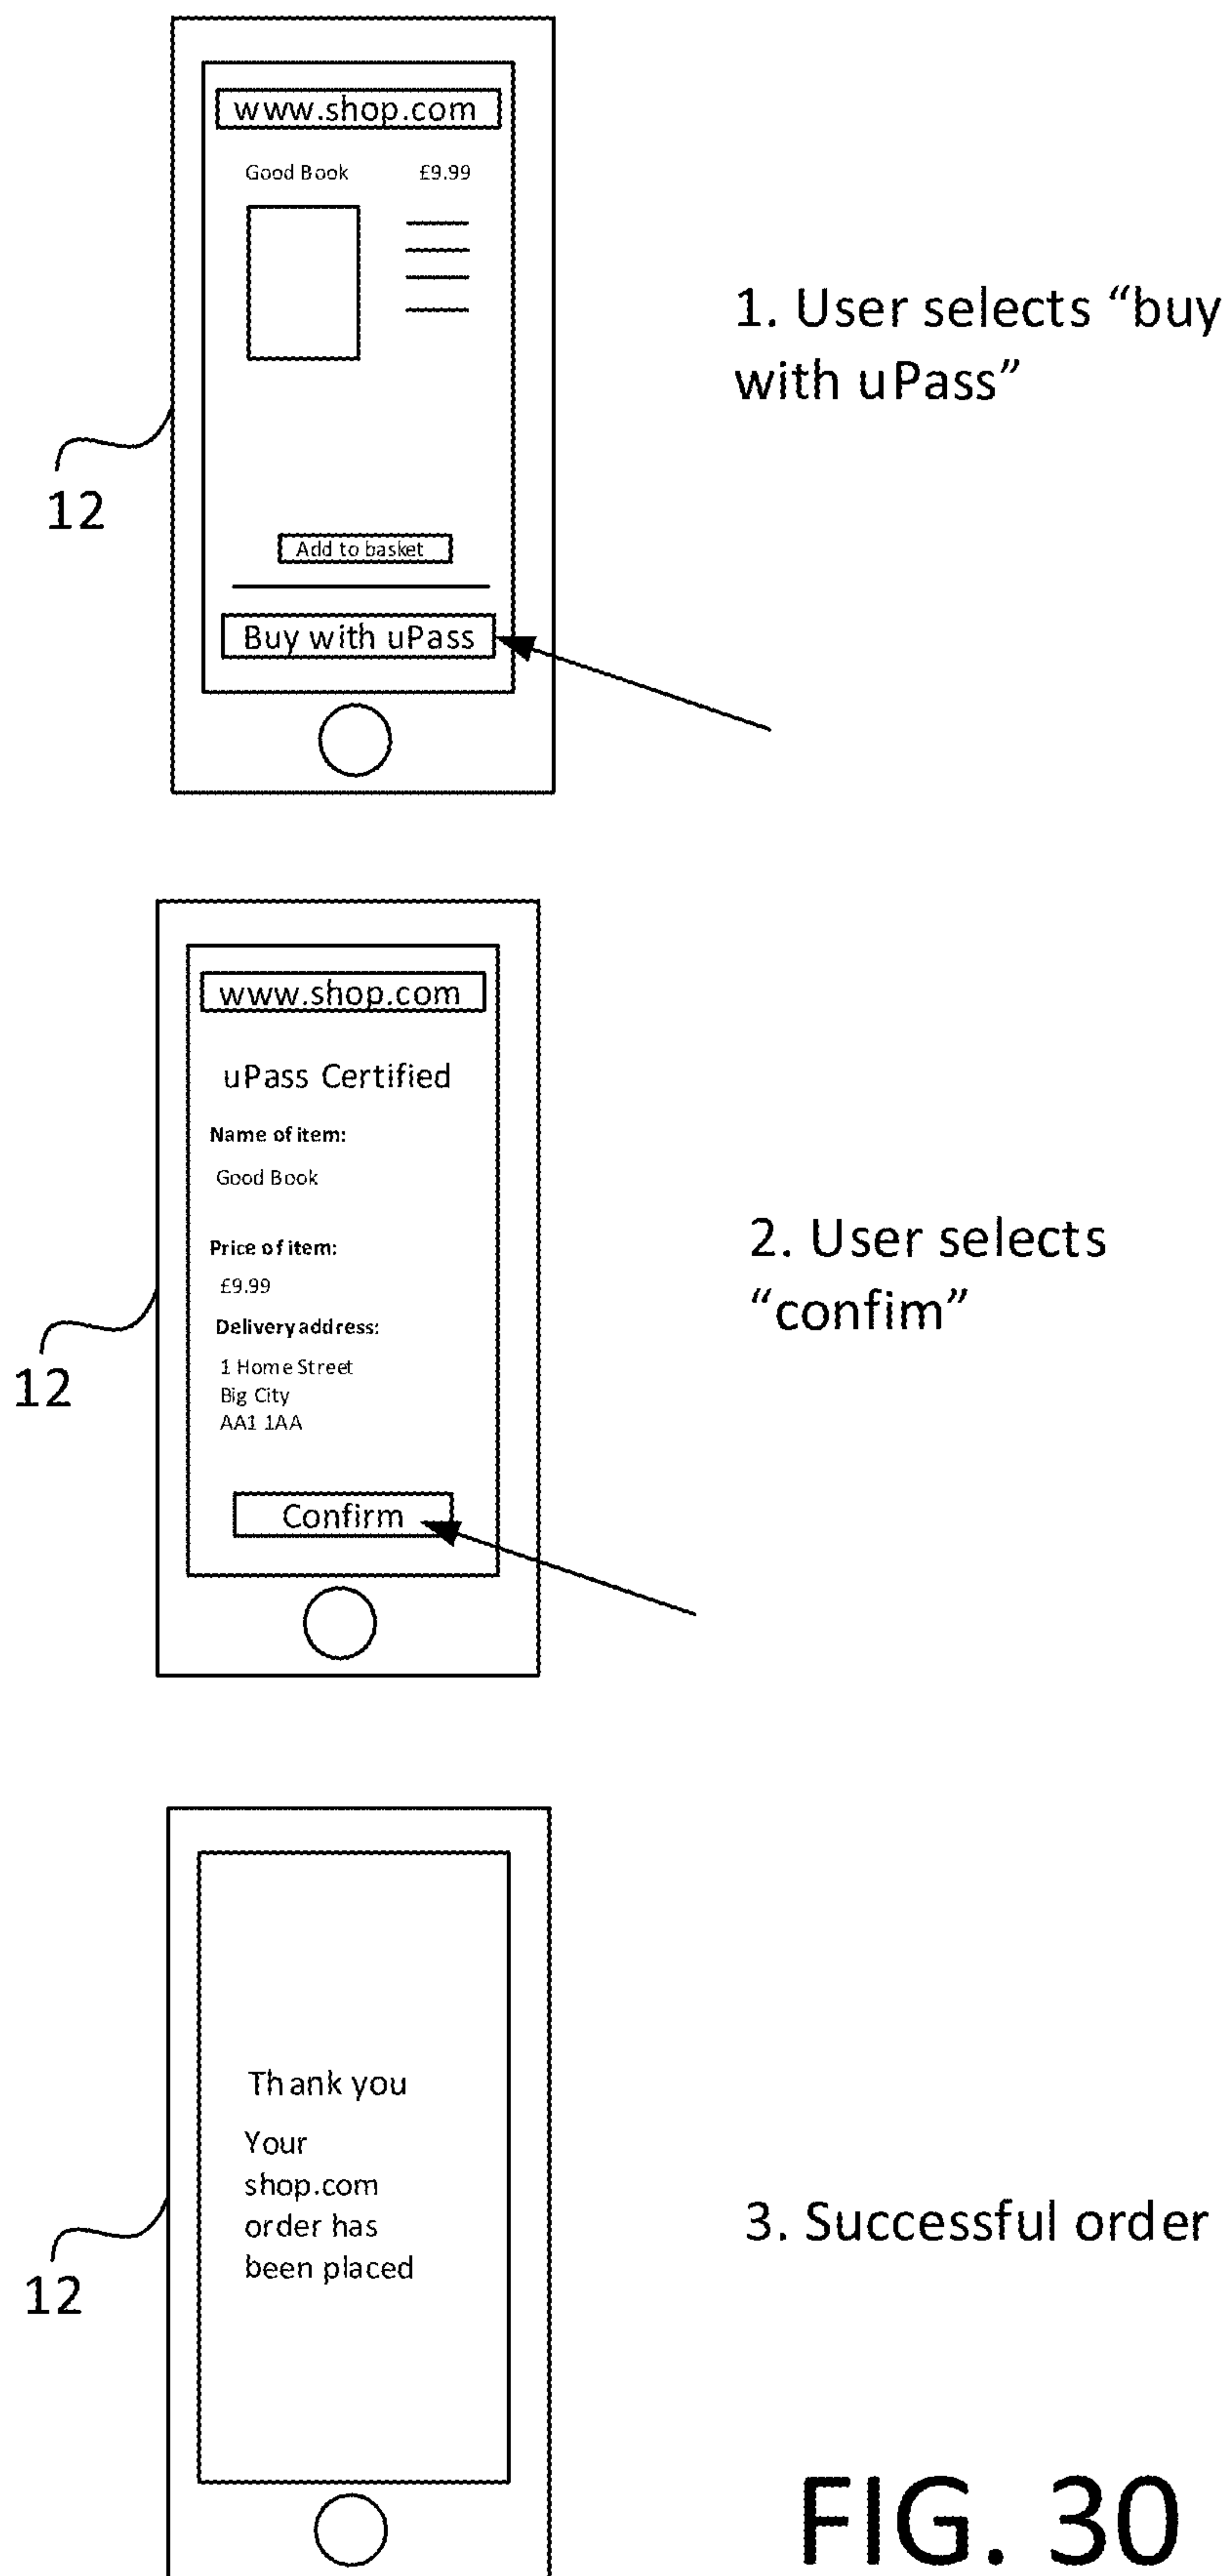 www.shop.com
Good Book £9.99
1. User selects “buy
with uPass”
12
Add to basket
Buy with uPass
www.shop.com
uPass Certified
Name of item:
Good Book
Price of item:
£9.99
Delivery address:
1 Home Street
Big City
AA1 1AA
Confirm
2. User selects
“confim”
12
Thank you
Your
shop.com
order has
been placed
3. Successful order
12
FIG. 30